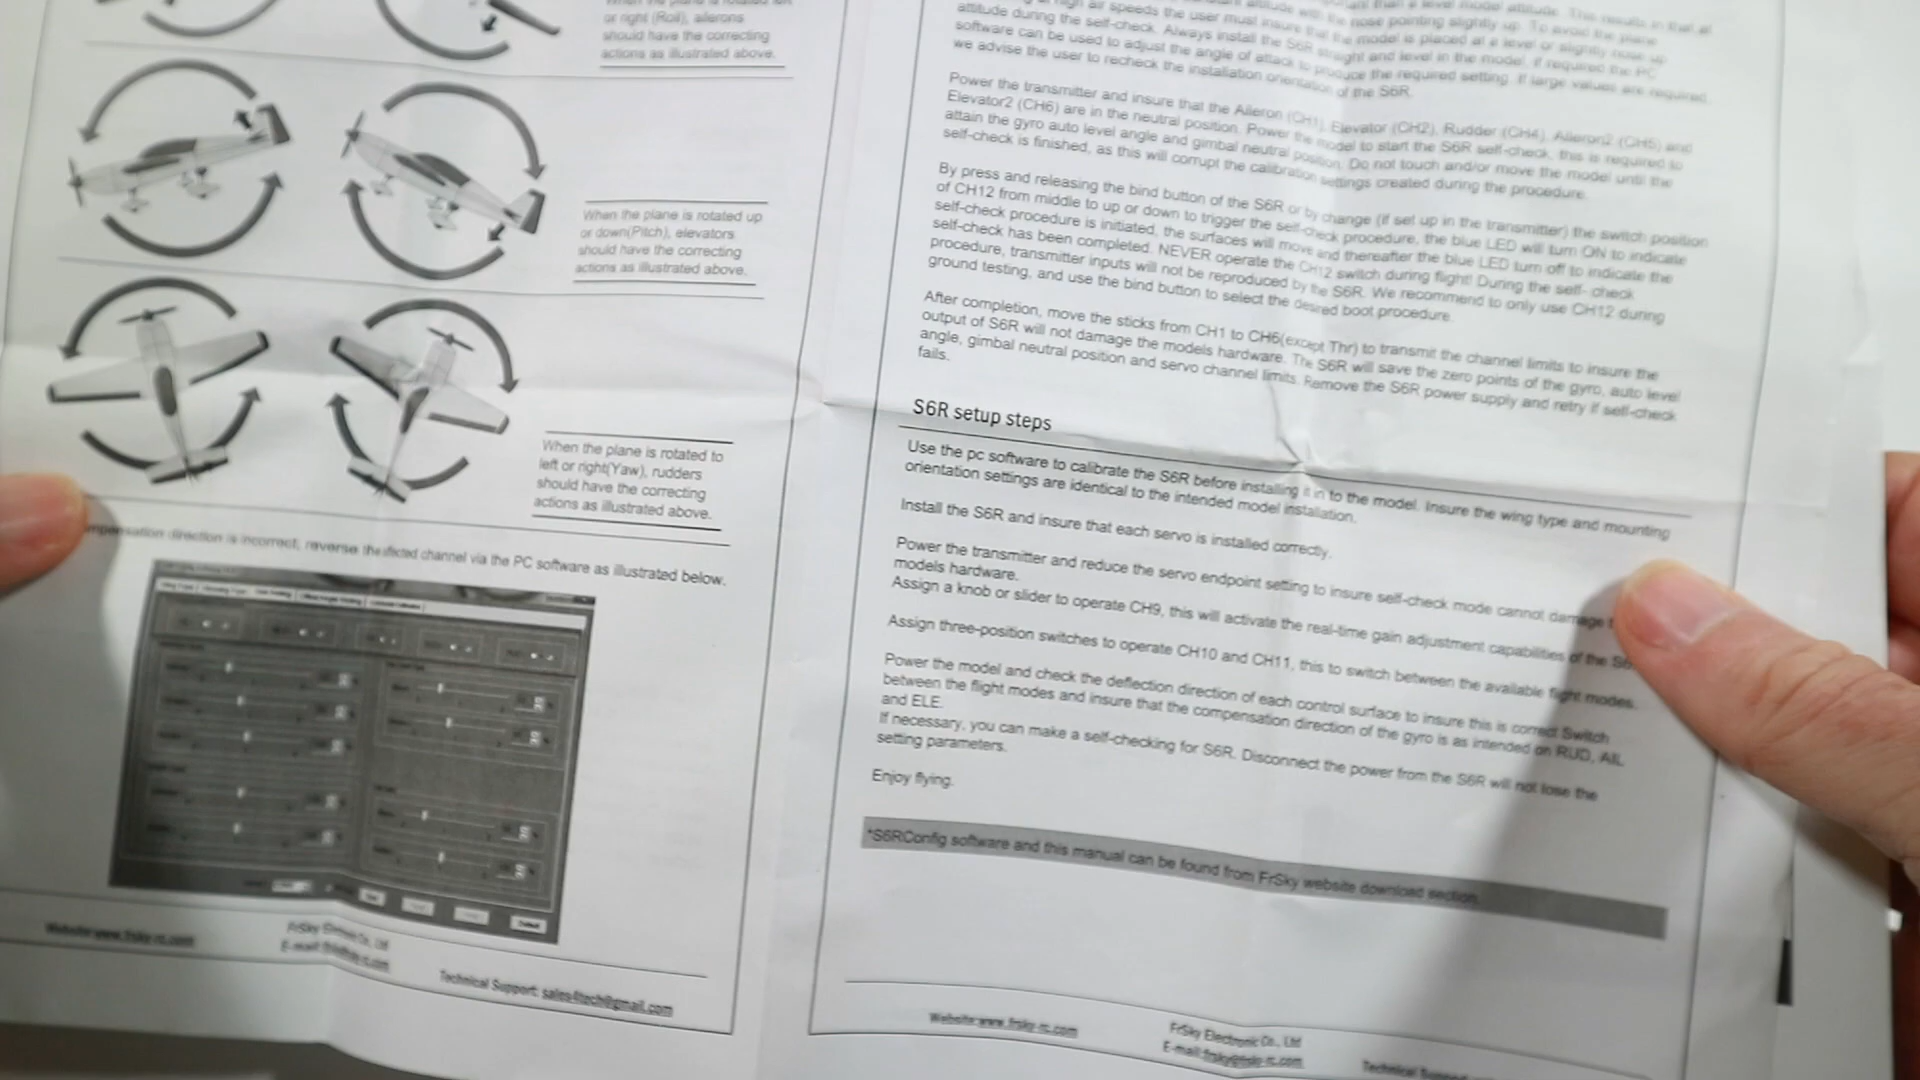 or right (Roll), ailerons
should have the correcting
actions as illustrated above.
When the plane is rotated up
or down(Pitch), elevators
should have the correcting
actions as illustrated above.
When the plane is rotated to
left or right(Yaw), rudders
should have the correcting
actions as illustrated above.
direction is incorrect, reverse the channel via the PC software as illustrated below.
Default
Website:www.frsky-rc.com
FrSky Electronic Co., Ltd
Technical Support: sales4tech@gmail.com
attitude during the self-check. Always install the S6R straight and level in the model. If required the PC
software can be used to adjust the angle of attack to produce the required setting. If large values are required,
we advise the user to recheck the installation orientation of the S6R.
Power the transmitter and insure that the Aileron (CH1), Elevator (CH2), Rudder (CH4), Aileron2 (CH5) and
Elevator2 (CH6) are in the neutral position. Power the model to start the S6R self-check, this is required to
attain the gyro auto level angle and gimbal neutral position. Do not touch and/or move the model until the
self-check is finished, as this will corrupt the calibration settings created during the procedure.
By press and releasing the bind button of the S6R or by change (if set up in the transmitter) the switch position
of CH12 from middle to up or down to trigger the self-check procedure, the blue LED will turn ON to indicate
self-check procedure is initiated, the surfaces will move and thereafter the blue LED turn off to indicate the
self-check has been completed. NEVER operate the CH12 switch during flight! During the self- check
procedure, transmitter inputs will not be reproduced by the S6R. We recommend to only use CH12 during
ground testing, and use the bind button to select the desired boot procedure.
After completion, move the sticks from CH1 to CH6(except Thr) to transmit the channel limits to insure the
output of S6R will not damage the models hardware. The S6R will save the zero points of the gyro, auto level
angle, gimbal neutral position and servo channel limits. Remove the S6R power supply and retry if self-check
fails.
S6R setup steps
Use the pc software to calibrate the S6R before installing it in to the model. Insure the wing type and mounting
orientation settings are identical to the intended model installation.
Install the S6R and insure that each servo is installed correctly.
Power the transmitter and reduce the servo endpoint setting to insure self-check mode cannot damage
models hardware.
Assign a knob or slider to operate CH9, this will activate the real-time gain adjustment capabilities of the
Assign three-position switches to operate CH10 and CH11, this to switch between the available flight modes.
Power the model and check the deflection direction of each control surface to insure this is correct Switch
between the flight modes and insure that the compensation direction of the gyro is as intended on RUD, AIL
and ELE.
If necessary, you can make a self-checking for S6R. Disconnect the power from the S6R will not lose the
setting parameters.
Enjoy flying.
*S6RConfig software and this manual can be found from FrSky website download section.
Website:www.frsky-rc.com
FrSky Electronic Co., Ltd
E-mail:frsky@frsky-rc.com
Technical